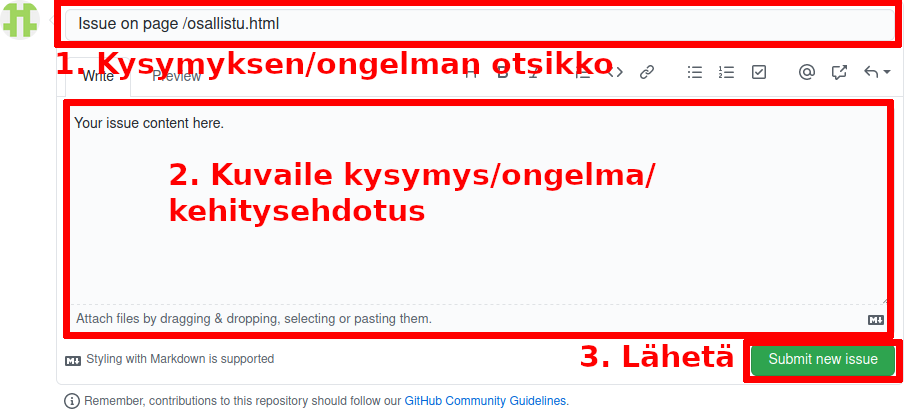 Issue on page /osallistu.html
1. Kysymyksen/ongelman otsikko
Write Preview
Your issue content here.
2. Kuvaile kysymys/ongelma/
kehitysehdotus
Attach files by dragging & dropping, selecting or pasting them.
Styling with Markdown is supported
3. Lähetä
Submit new issue
Remember, contributions to this repository should follow our GitHub Community Guidelines.